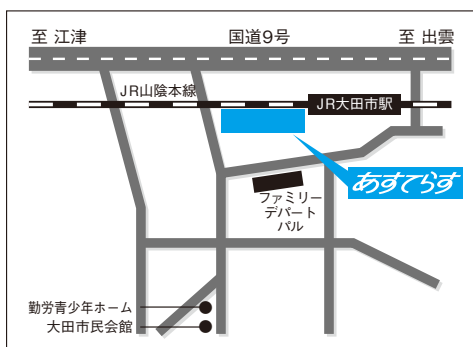 至 江津
国道9号
至 出雲
JR山陰本線
JR大田市駅
あすてらす
ファミリー
デパート
パル
勤労青少年ホーム
大田市民会館